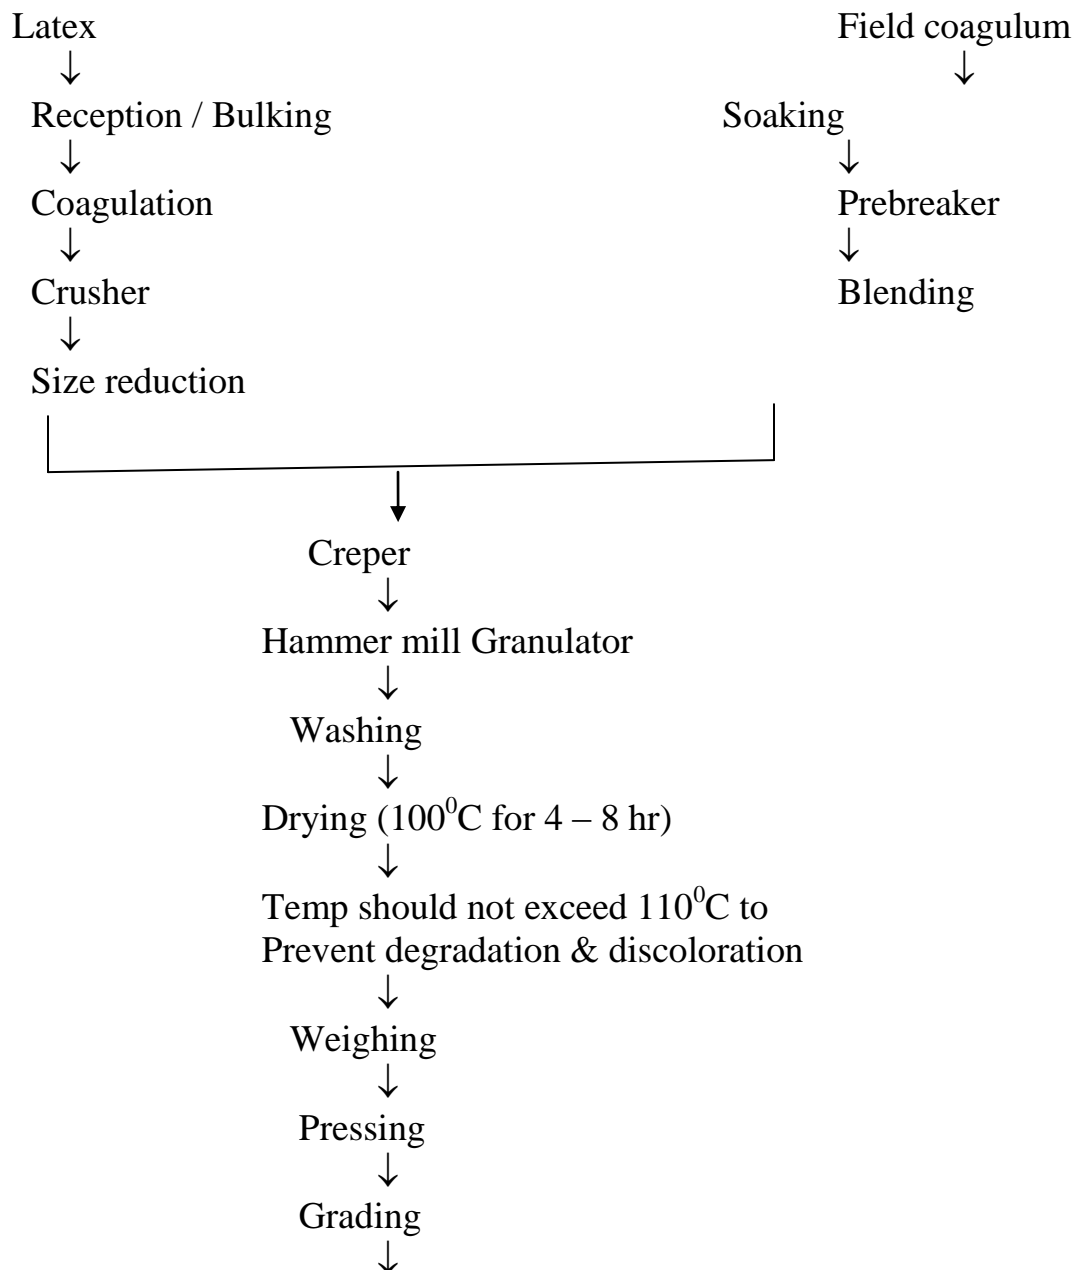 Latex
Field coagulum
↓
↓
Reception / Bulking
Soaking
↓
↓
Coagulation
Prebreaker
↓
↓
Crusher
Blending
↓
Size reduction
Creper
↓
Hammer mill Granulator
↓
Washing
↓
Drying (100⁰C for 4 – 8 hr)
↓
Temp should not exceed 110⁰C to
Prevent degradation & discoloration
↓
Weighing
↓
Pressing
↓
Grading
↓